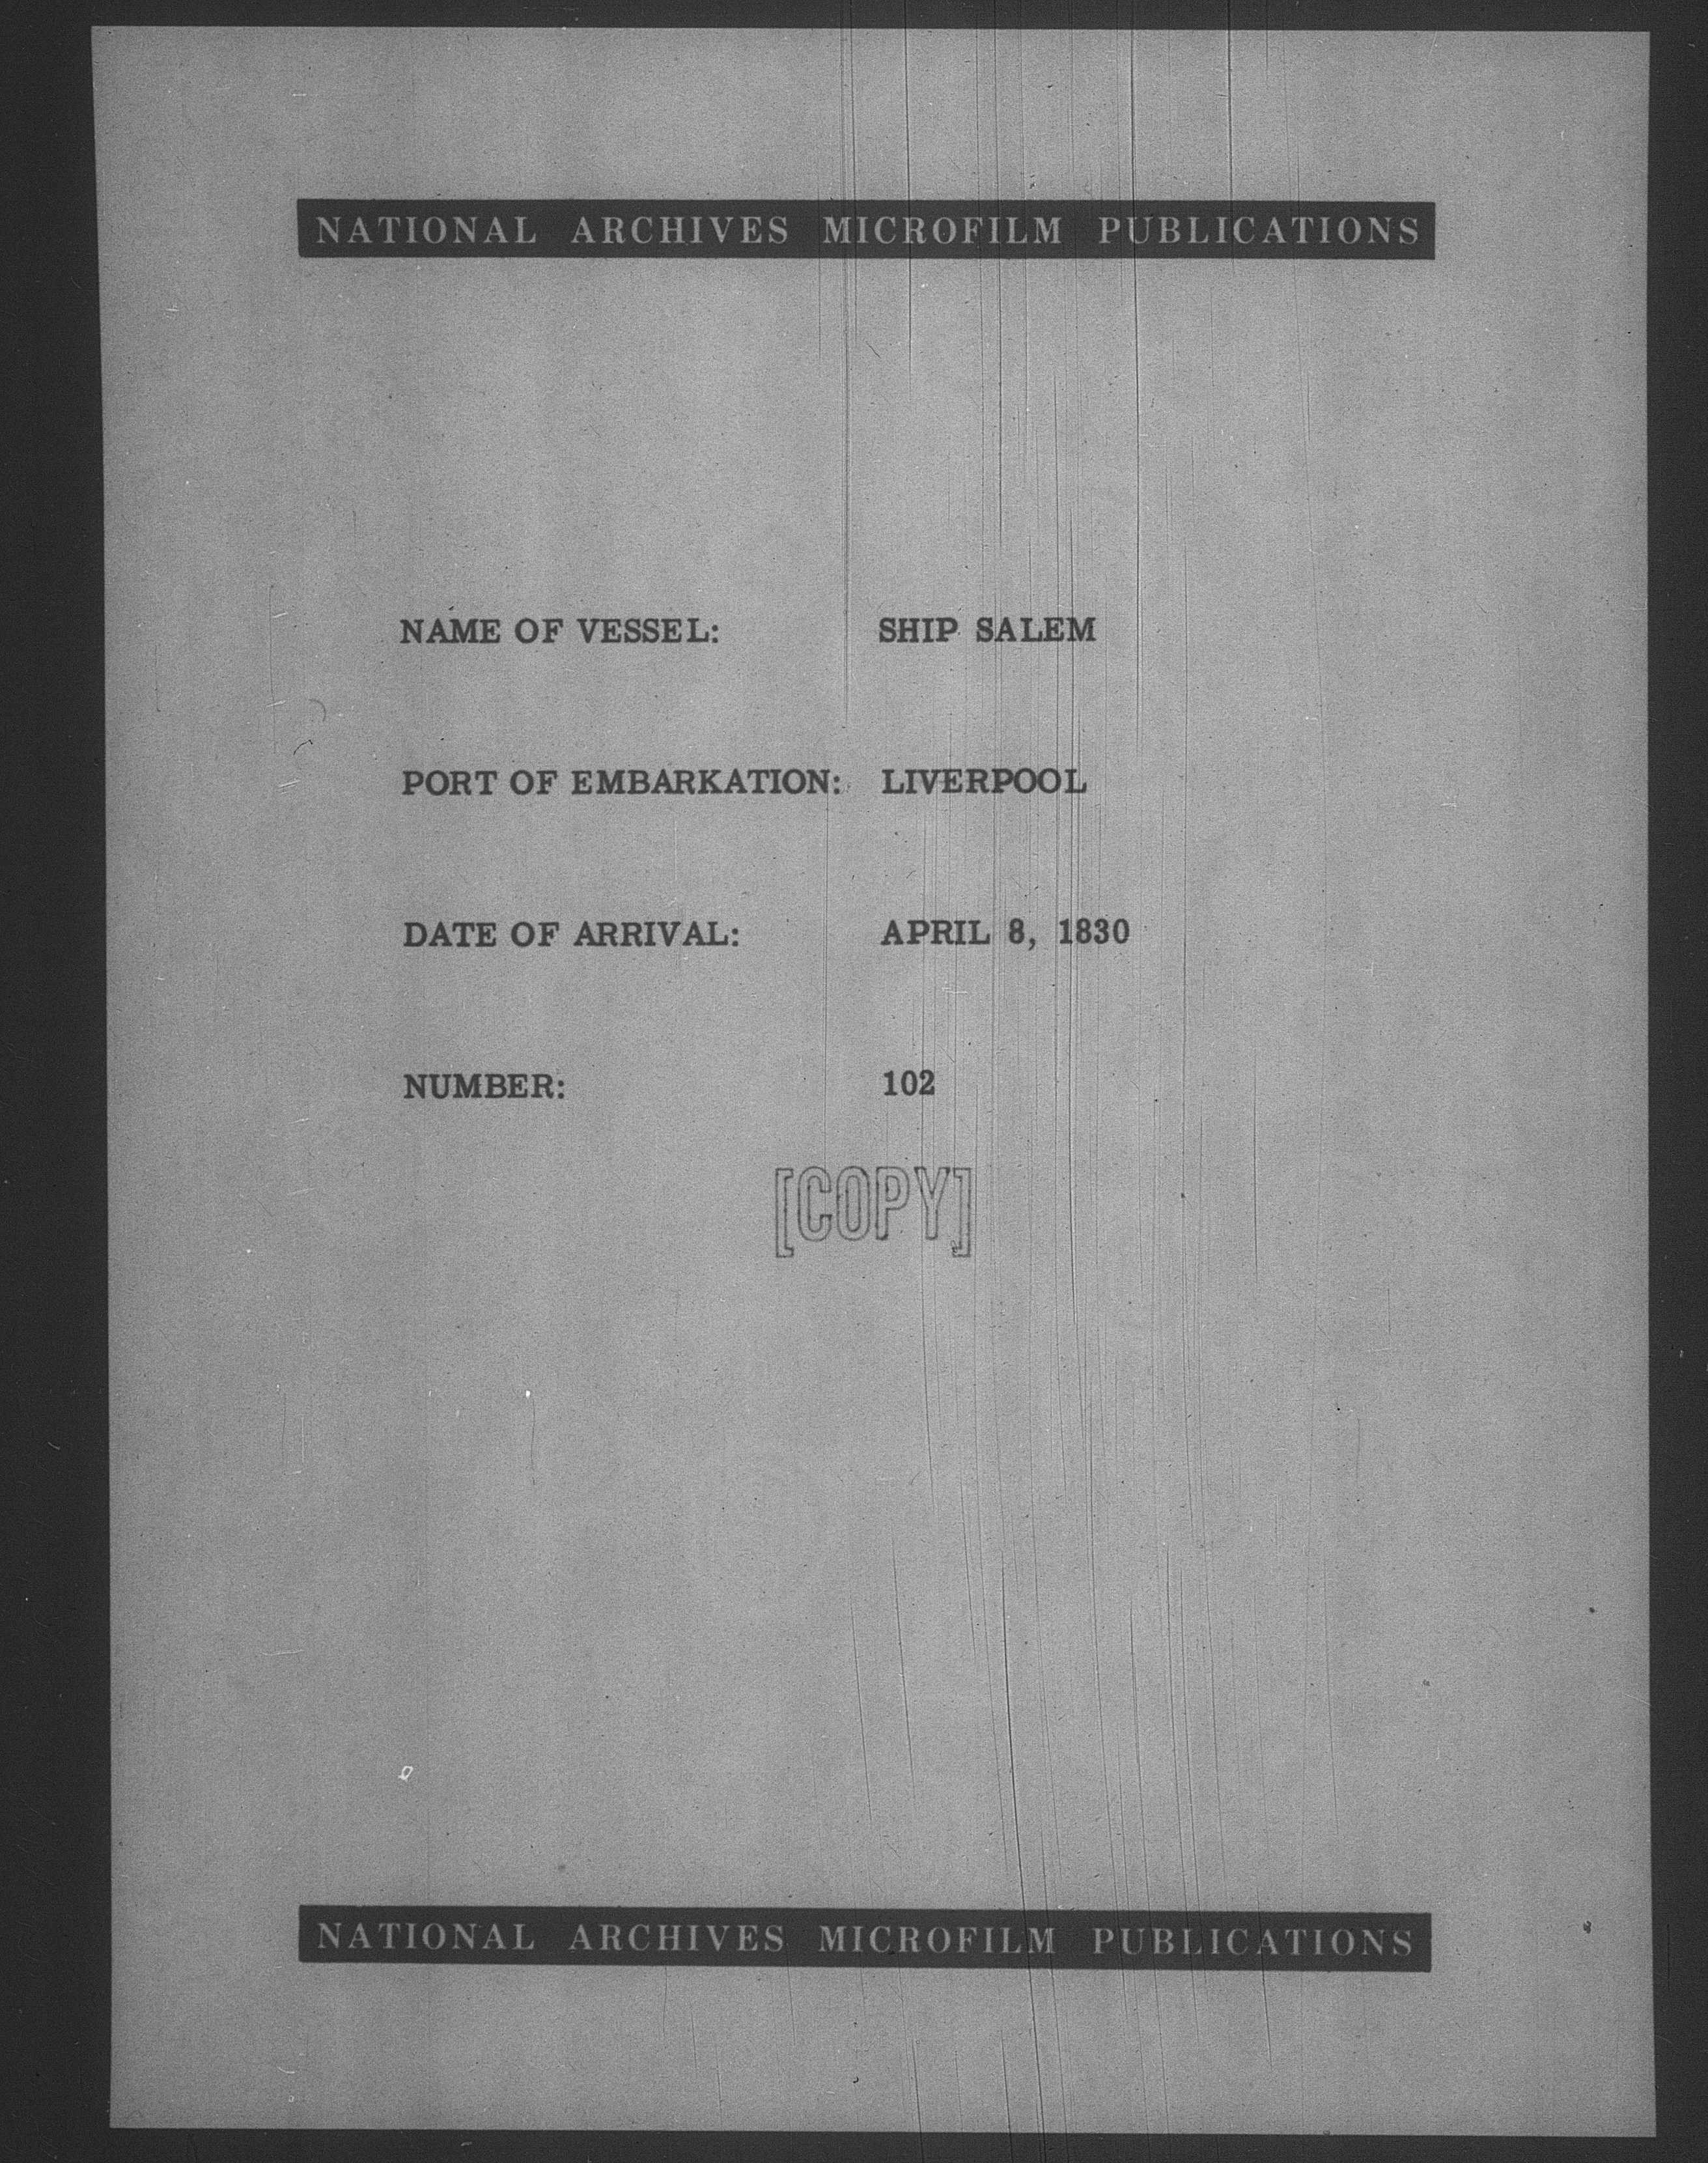 NATIONAL ARCHIVES MICROFILM PUBLICATIONS
NAME OF VESSEL: SHIP SALEM
PORT OF EMBARKATION: LIVERPOOL
DATE OF ARRIVAL: APRIL 8, 1830
NUMBER: 102
[COPY]
NATIONAL ARCHIVES MICROFILM PUBLICATIONS